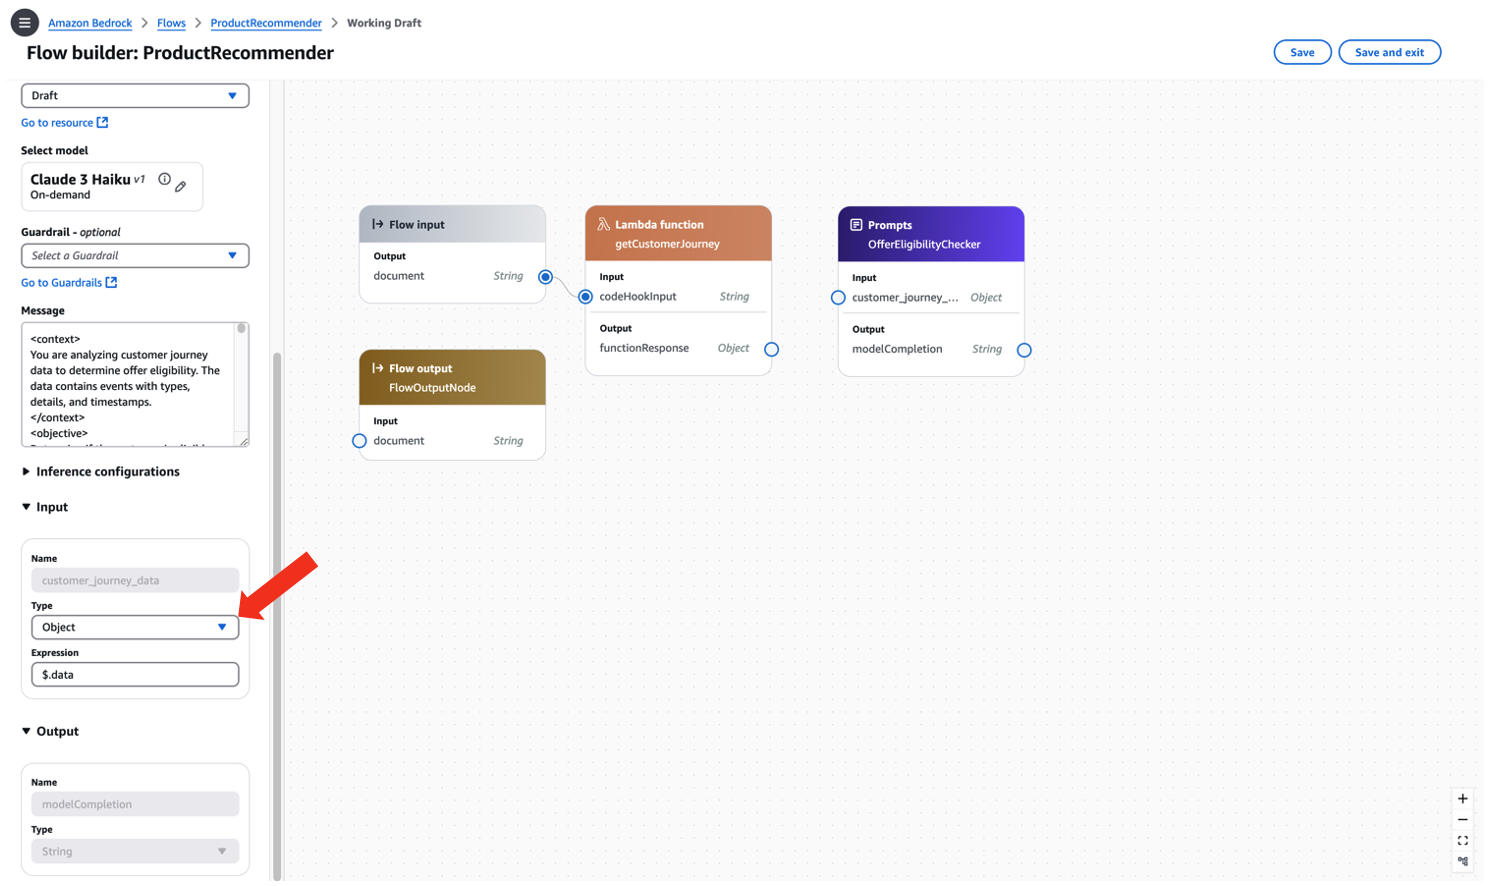 Amazon Bedrock > Flows > ProductRecommender > Working Draft
Flow builder: ProductRecommender
Save
Save and exit
Draft
Go to resource
Select model
Claude 3 Haiku v1
On-demand
Guardrail - optional
Select a Guardrail
Go to Guardrails
Message
<context>
You are analyzing customer journey
data to determine offer eligibility. The
data contains events with types,
details, and timestamps.
</context>
<objective>
Inference configurations
Input
Name
customer_journey_data
Type
Object
Expression
$.data
Output
Name
modelCompletion
Type
String
Flow input
Output
document String
Flow output
FlowOutputNode
Input
document String
Lambda function
getCustomerJourney
Input
codeHookInput String
Output
functionResponse Object
Prompts
OfferEligibilityChecker
Input
customer_journey_... Object
Output
modelCompletion String